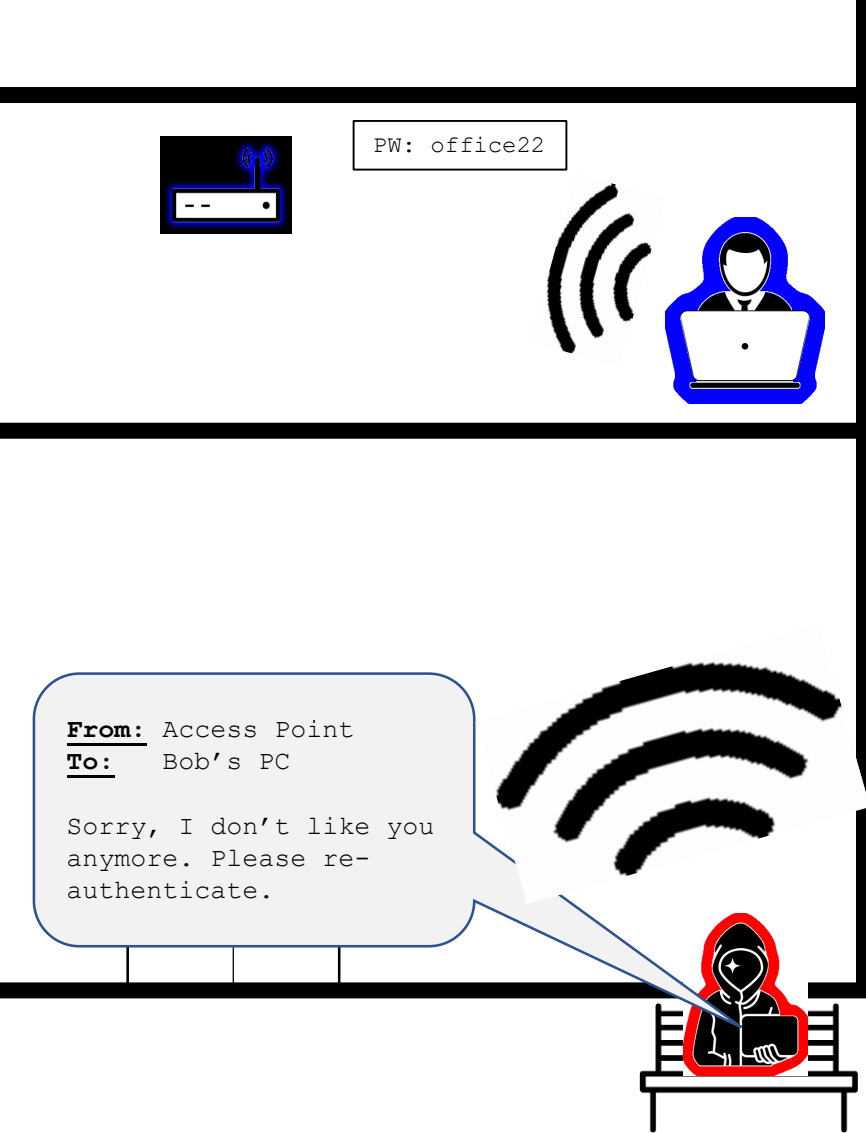 PW: office22
From: Access Point
To: Bob’s PC
Sorry, I don’t like you
anymore. Please re-
authenticate.